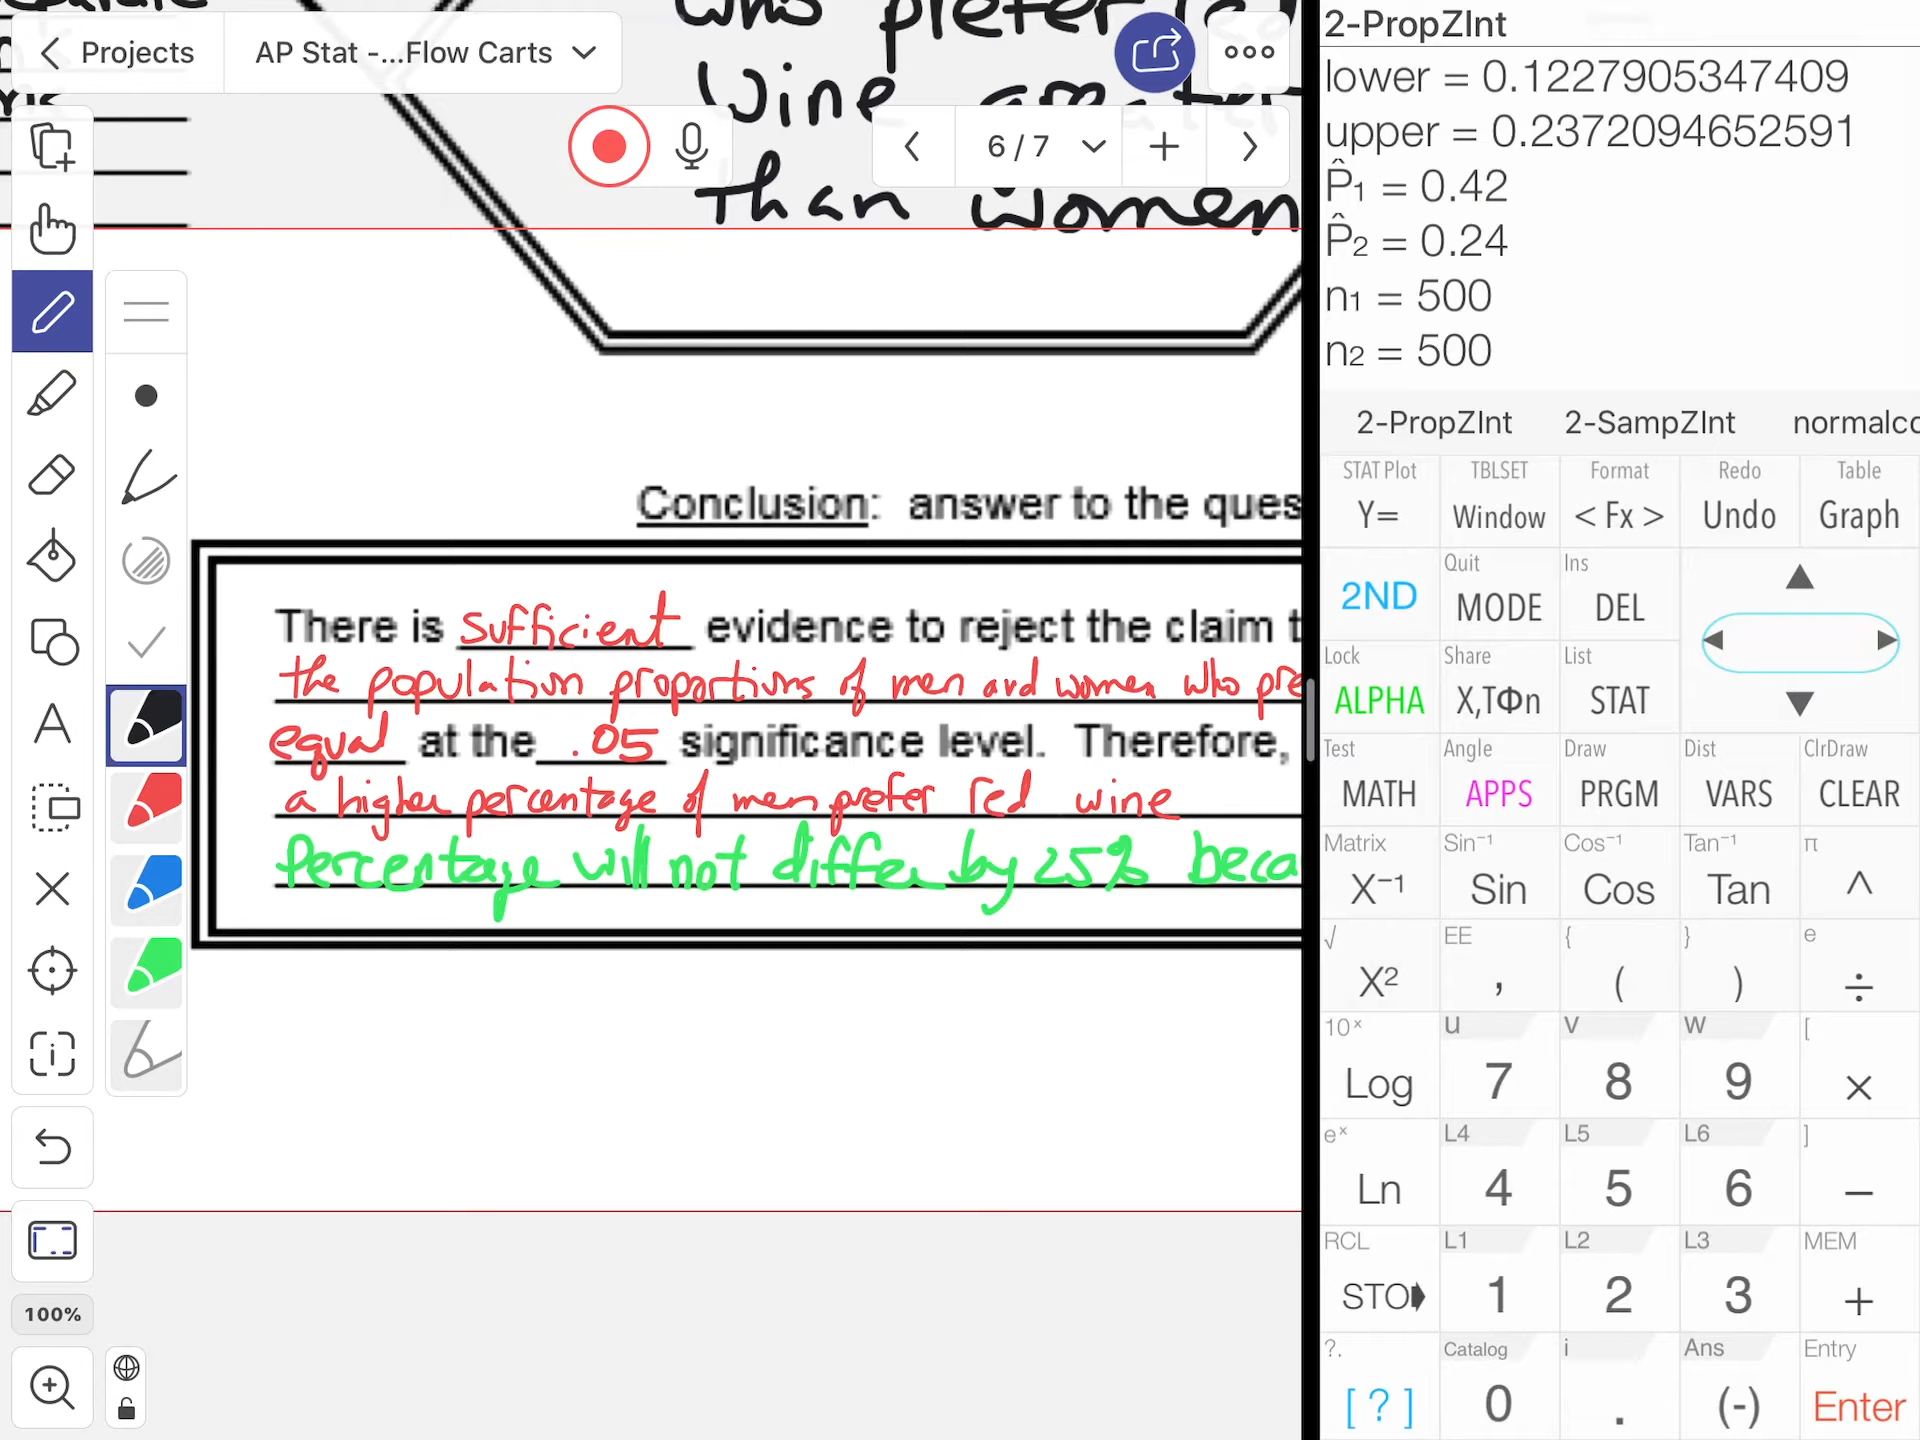 who prefer red
Projects
AP Stat -...Flow Carts
wine greater
6 / 7
than women
Conclusion: answer to the ques
There is sufficient evidence to reject the claim t
the population proportions of men and women who pre
equal at the .05 significance level. Therefore,
a higher percentage of men prefer red wine
Percentage will not differ by 25% beca
100%
2-PropZInt
lower = 0.1227905347409
upper = 0.2372094652591
P̂1 = 0.42
P̂2 = 0.24
n1 = 500
n2 = 500
2-PropZInt 2-SampZInt normalcd
STAT Plot TBLSET Format Redo Table
Y= Window < Fx > Undo Graph
Quit Ins
2ND MODE DEL
Lock Share List
ALPHA X,TΦn STAT
Test Angle Draw Dist ClrDraw
MATH APPS PRGM VARS CLEAR
Matrix Sin⁻¹ Cos⁻¹ Tan⁻¹ π
X⁻¹ Sin Cos Tan ^
√ EE { } e
X² , ( ) ÷
10ˣ u v w [
Log 7 8 9 ×
eˣ L4 L5 L6 ]
Ln 4 5 6 −
RCL L1 L2 L3 MEM
STO 1 2 3 +
?. Catalog i Ans Entry
[ ? ] 0 . (-) Enter